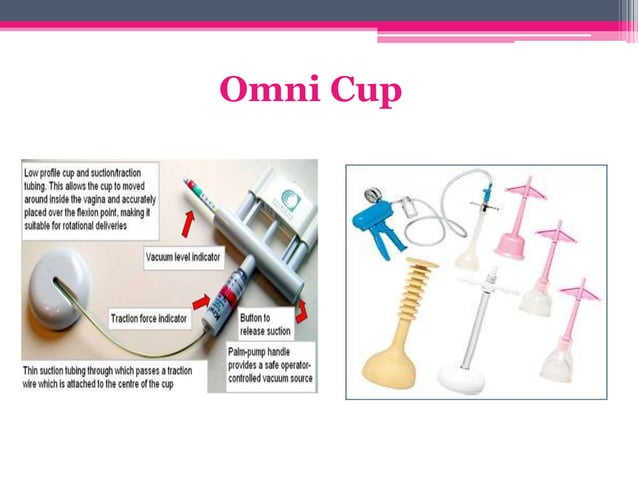 Omni Cup
Low profile cup and suction/traction
tubing. This allows the cup to moved
around inside the vagina and accurately
placed over the flexion point, making it
suitable for rotational deliveries
Vacuum level indicator
Traction force indicator
Button to
release suction
Palm-pump handle
provides a safe operator-
controlled vacuum source
Thin suction tubing through which passes a traction
wire which is attached to the centre of the cup